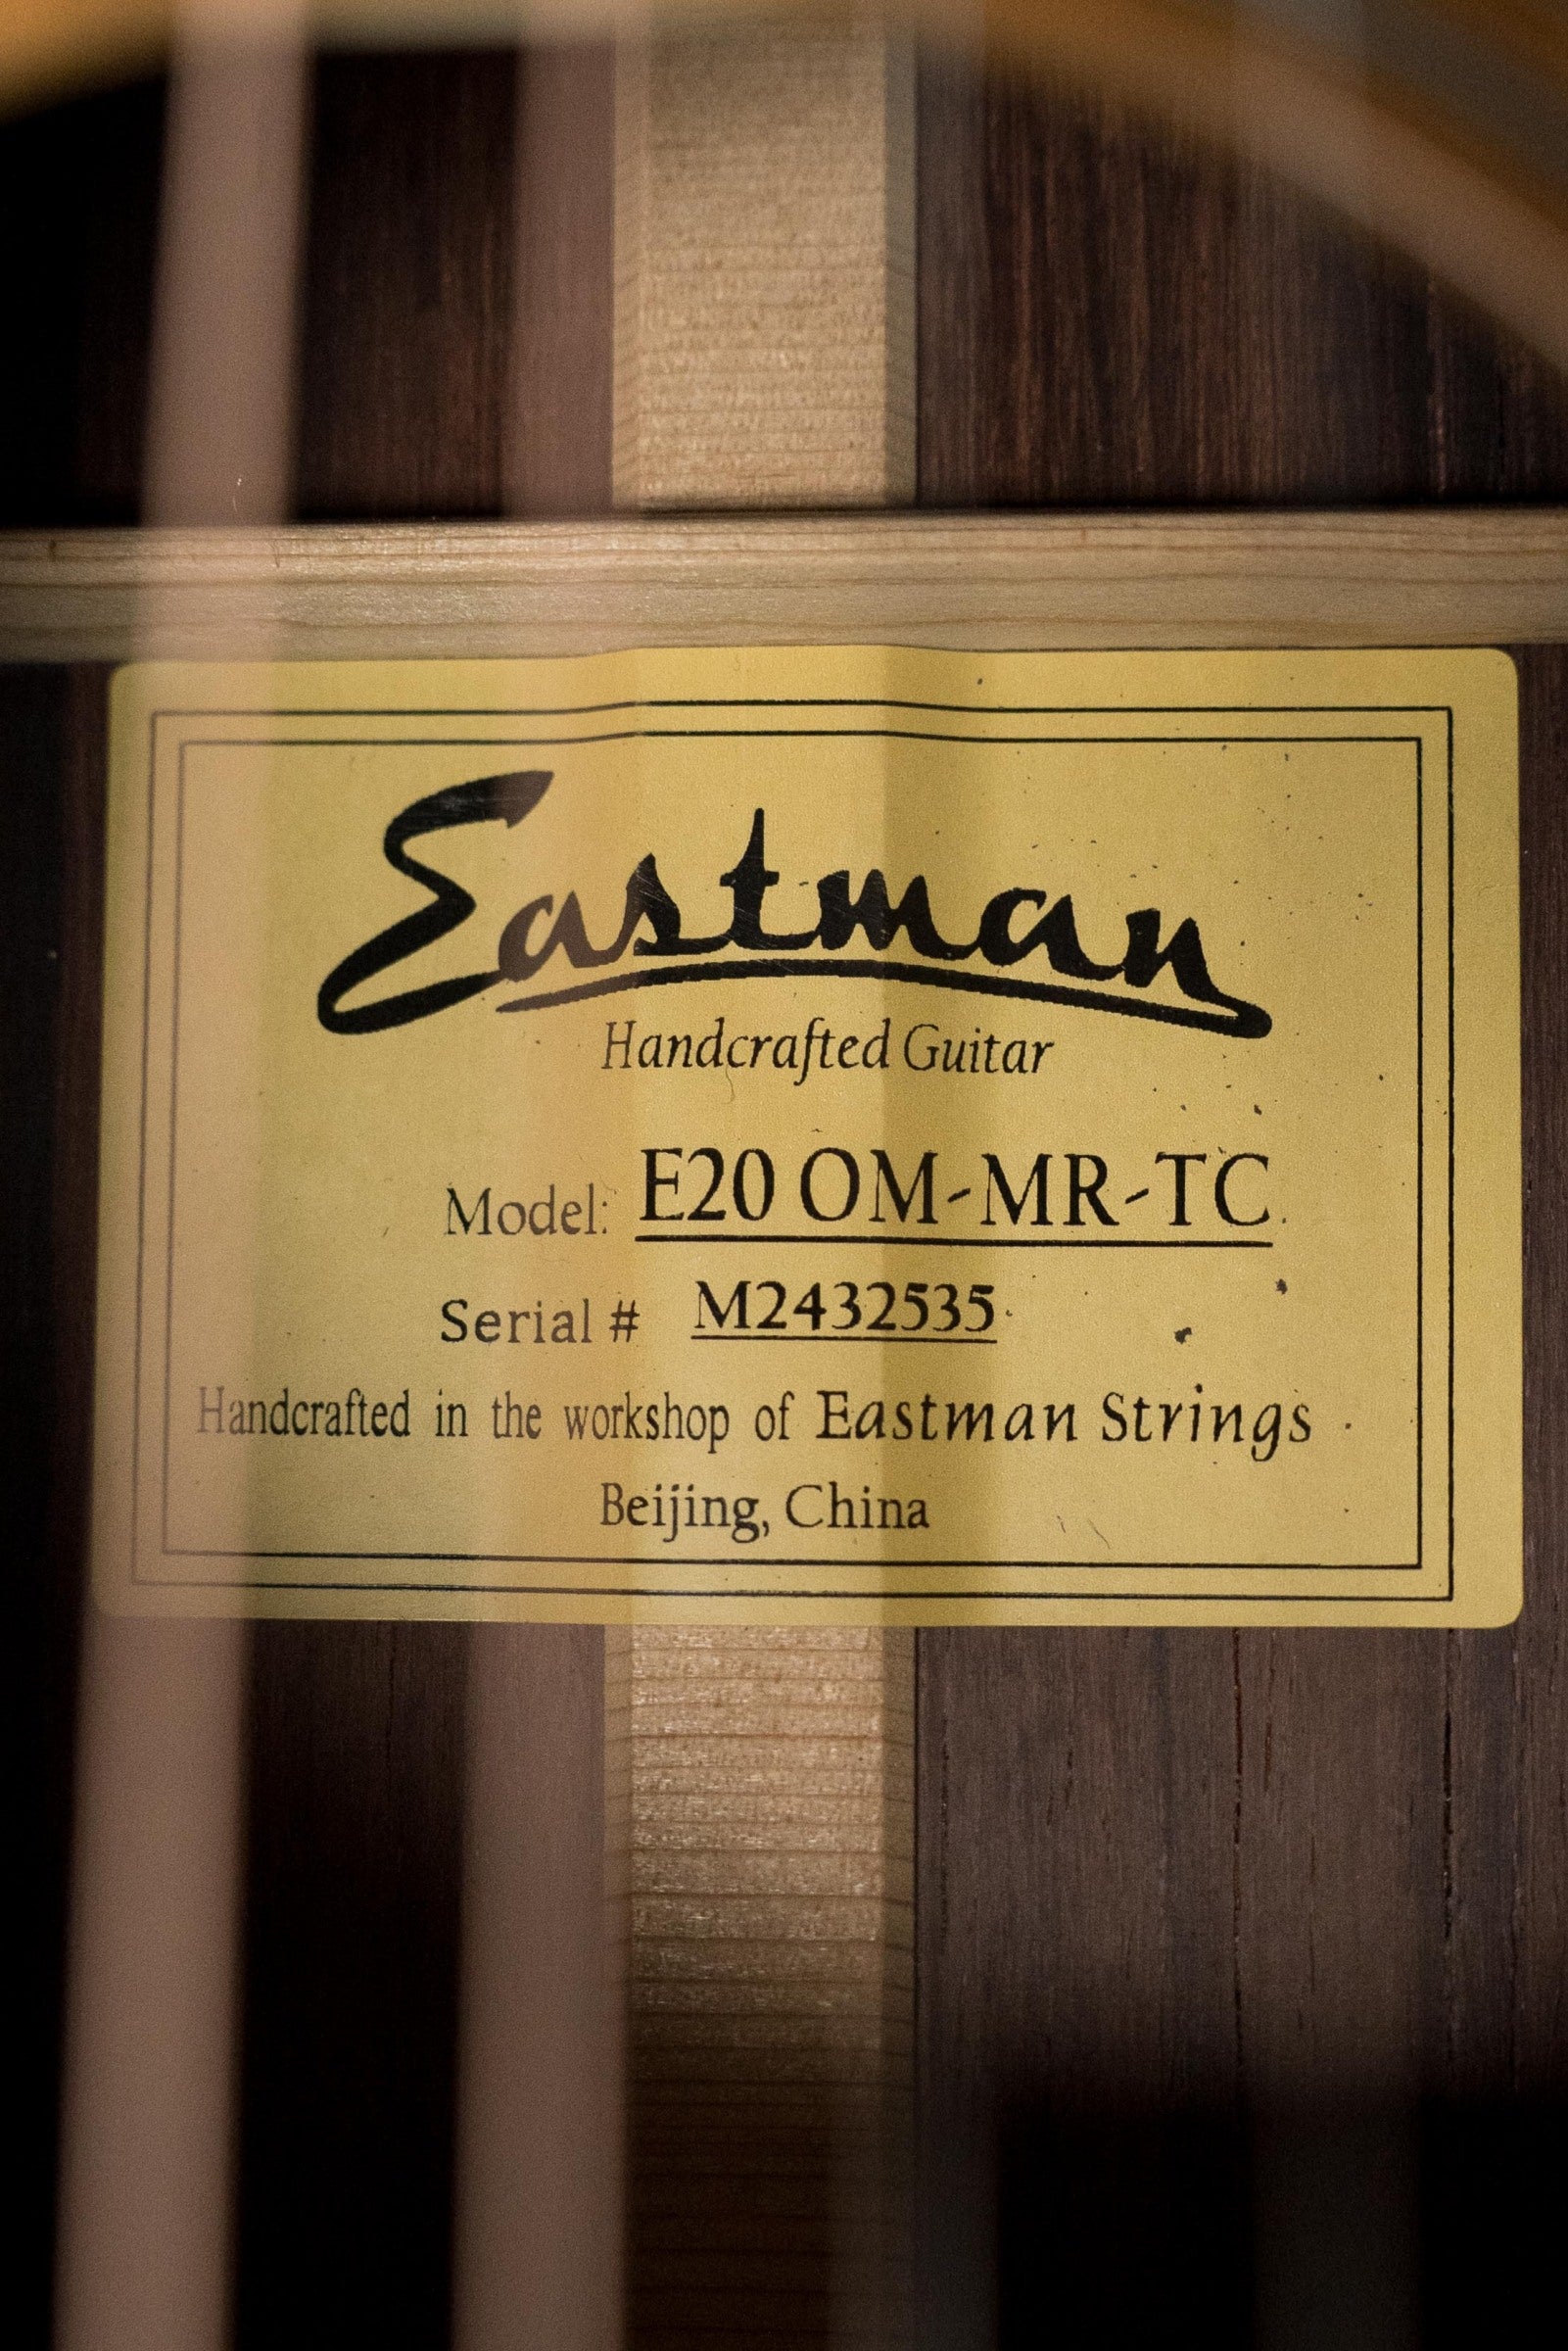 Eastman
Handcrafted Guitar
Model: E20 OM-MR-TC
Serial # M2432535
Handcrafted in the workshop of Eastman Strings
Beijing, China